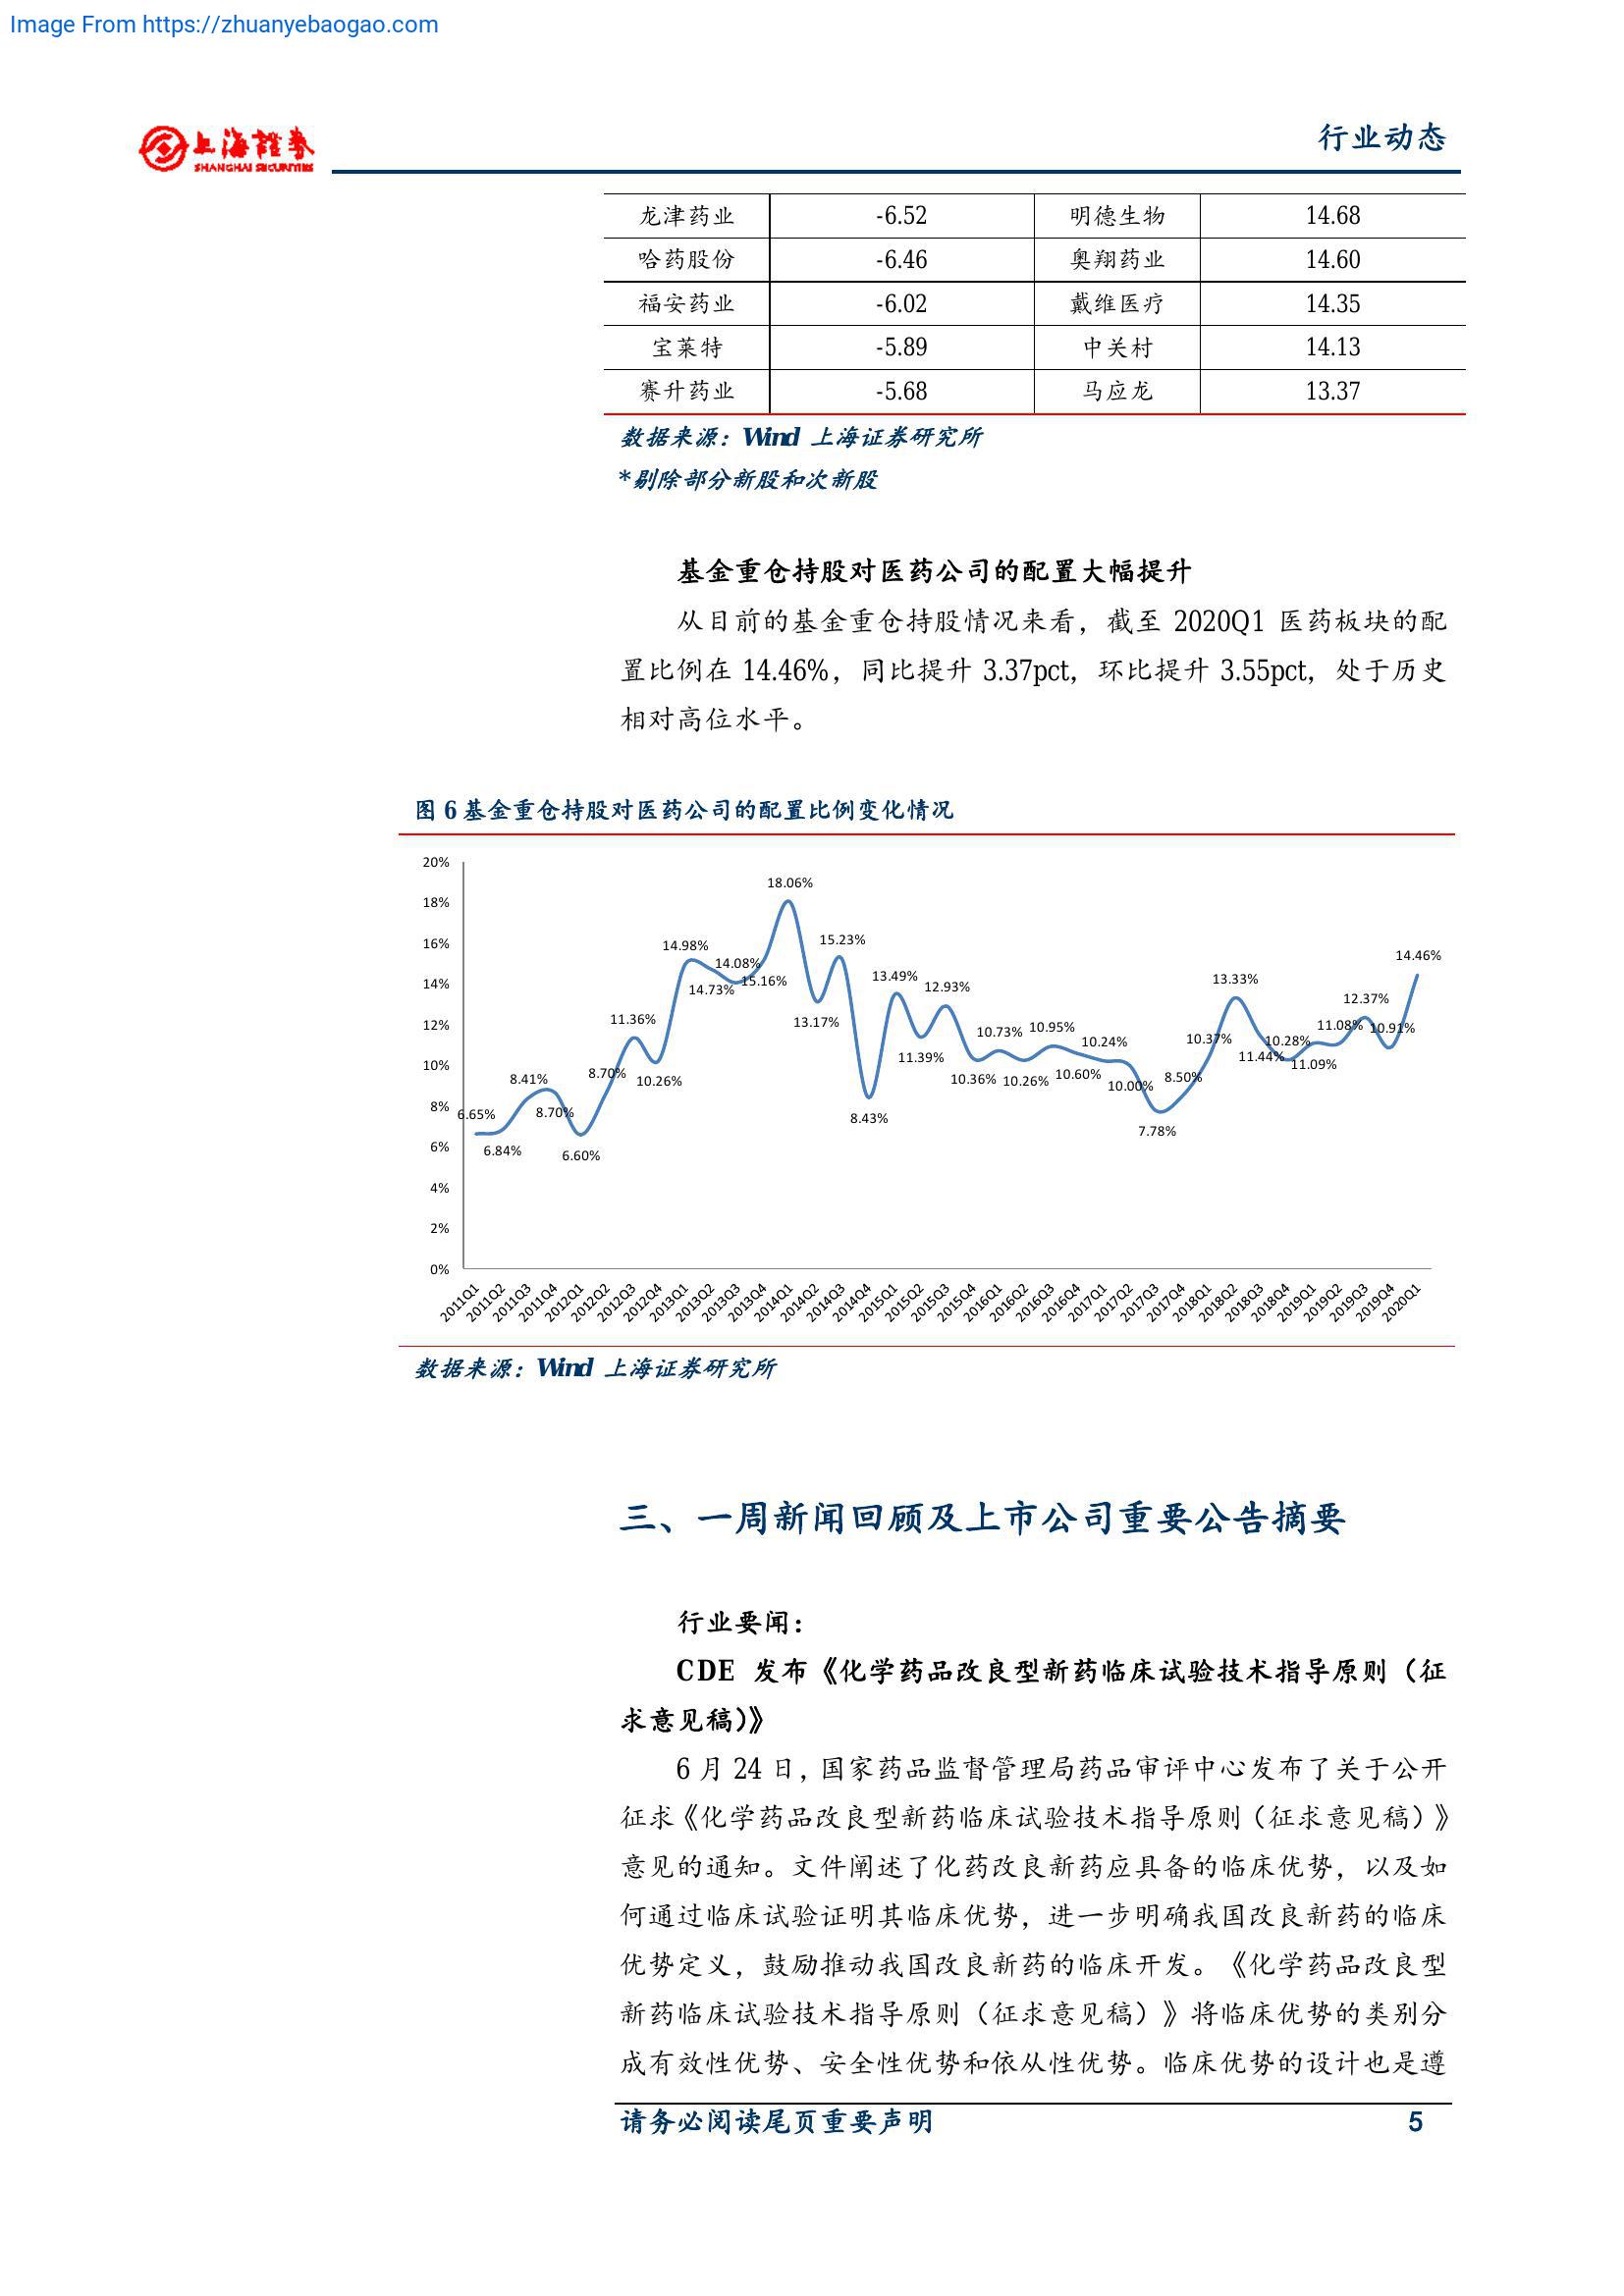 Image From https://zhuanyebaogao.com
上海證券
SHANGHAI SECURITIES
行业动态
龙津药业 -6.52 明德生物 14.68
哈药股份 -6.46 奥翔药业 14.60
福安药业 -6.02 戴维医疗 14.35
宝莱特 -5.89 中关村 14.13
赛升药业 -5.68 马应龙 13.37
数据来源：Wind 上海证券研究所
*剔除部分新股和次新股
基金重仓持股对医药公司的配置大幅提升
从目前的基金重仓持股情况来看，截至 2020Q1 医药板块的配
置比例在 14.46%，同比提升 3.37pct，环比提升 3.55pct，处于历史
相对高位水平。
图 6 基金重仓持股对医药公司的配置比例变化情况
20%
18%
16%
14%
12%
10%
8%
6%
4%
2%
0%
6.65%
6.84%
8.41%
8.70%
6.60%
8.70%
11.36%
10.26%
14.98%
14.73%
14.08%
15.16%
18.06%
13.17%
15.23%
8.43%
13.49%
11.39%
12.93%
10.36%
10.73%
10.26%
10.95%
10.60%
10.24%
10.00%
7.78%
8.50%
10.37%
13.33%
11.44%
10.28%
11.09%
11.08%
12.37%
10.91%
14.46%
2011Q1
2011Q2
2011Q3
2011Q4
2012Q1
2012Q2
2012Q3
2012Q4
2013Q1
2013Q2
2013Q3
2013Q4
2014Q1
2014Q2
2014Q3
2014Q4
2015Q1
2015Q2
2015Q3
2015Q4
2016Q1
2016Q2
2016Q3
2016Q4
2017Q1
2017Q2
2017Q3
2017Q4
2018Q1
2018Q2
2018Q3
2018Q4
2019Q1
2019Q2
2019Q3
2019Q4
2020Q1
数据来源：Wind 上海证券研究所
三、一周新闻回顾及上市公司重要公告摘要
行业要闻：
CDE 发布《化学药品改良型新药临床试验技术指导原则（征
求意见稿)》
6 月 24 日，国家药品监督管理局药品审评中心发布了关于公开
征求《化学药品改良型新药临床试验技术指导原则（征求意见稿）》
意见的通知。文件阐述了化药改良新药应具备的临床优势，以及如
何通过临床试验证明其临床优势，进一步明确我国改良新药的临床
优势定义，鼓励推动我国改良新药的临床开发。《化学药品改良型
新药临床试验技术指导原则（征求意见稿）》将临床优势的类别分
成有效性优势、安全性优势和依从性优势。临床优势的设计也是遵
请务必阅读尾页重要声明 5